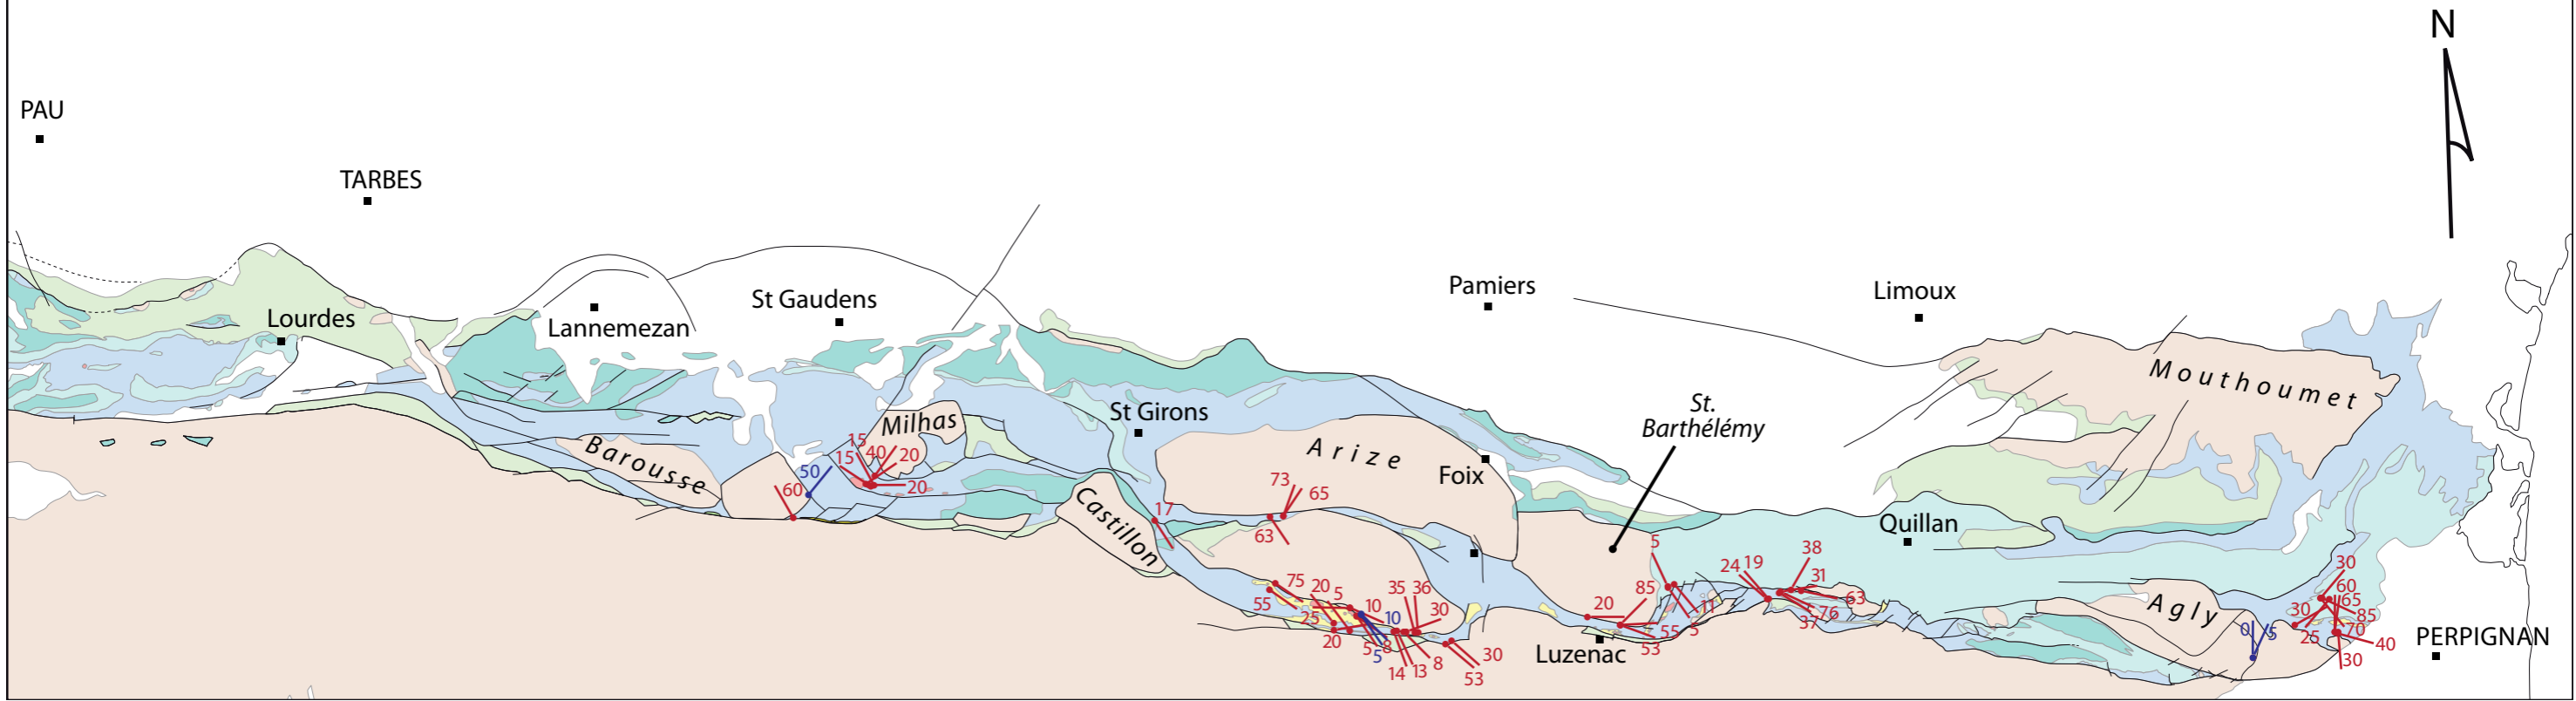 N
PAU
TARBES
Lourdes
Lannemezan
St Gaudens
Pamiers
Limoux
Mouthoumet
St.
Barthélémy
St Girons
Milhas
Barousse
Arize
Foix
Castillon
Quillan
Agly
Luzenac
PERPIGNAN
60
50
15
15
40
20
20
17
73
65
63
75
55
20
5
25
20
10
10
5
5
8
35
36
30
14
13
8
30
53
20
85
5
55
53
11
5
24
19
38
31
63
76
37
0
5
30
60
65
30
25
85
70
40
30